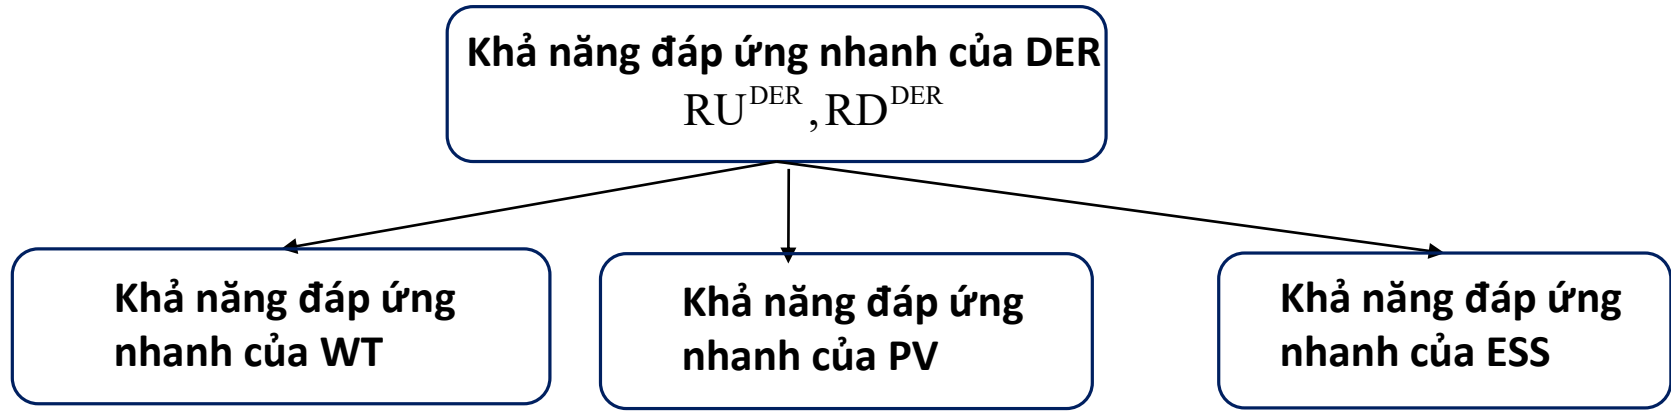 Khả năng đáp ứng nhanh của DER
RU^DER, RD^DER
Khả năng đáp ứng
nhanh của WT
Khả năng đáp ứng
nhanh của PV
Khả năng đáp ứng
nhanh của ESS